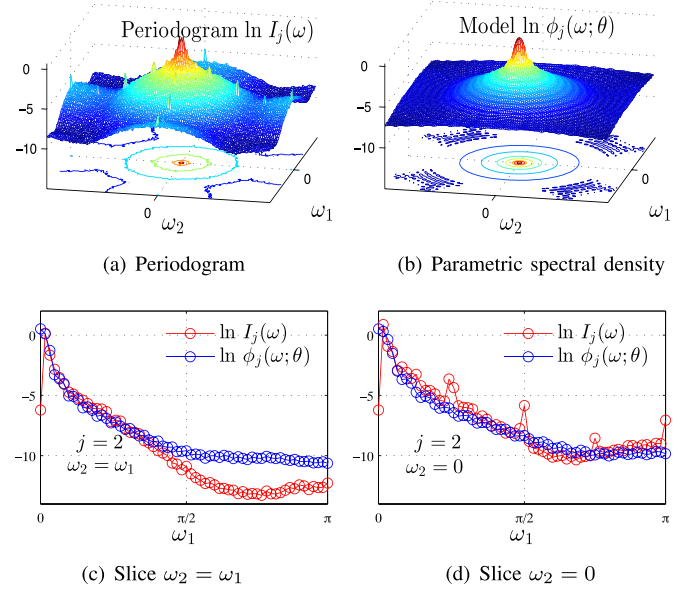 Periodogram ln I_j(ω)
0
−5
−10
0
ω_2
0
ω_1
(a) Periodogram
Model ln ϕ_j(ω; θ)
0
−5
−10
0
ω_2
0
ω_1
(b) Parametric spectral density
0
−5
−10
ln I_j(ω)
ln ϕ_j(ω; θ)
j = 2
ω_2 = ω_1
0
π/2
π
ω_1
(c) Slice ω_2 = ω_1
0
−5
−10
ln I_j(ω)
ln ϕ_j(ω; θ)
j = 2
ω_2 = 0
0
π/2
π
ω_1
(d) Slice ω_2 = 0